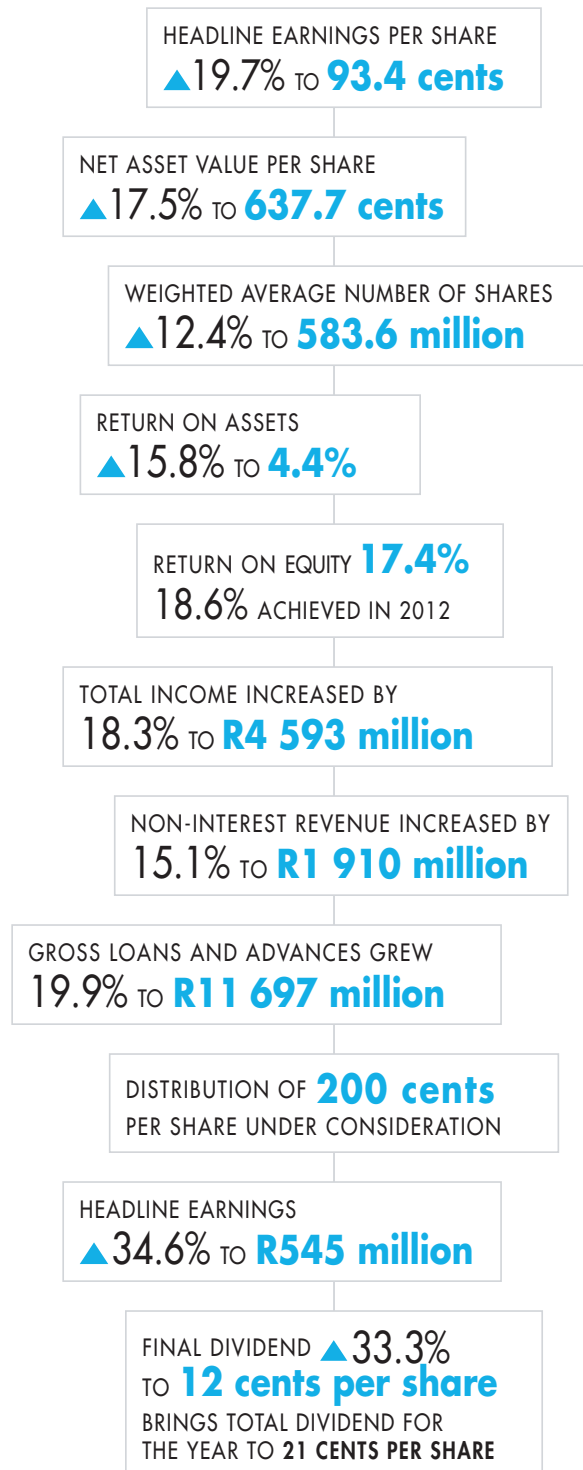 HEADLINE EARNINGS PER SHARE
▲19.7% TO 93.4 cents
NET ASSET VALUE PER SHARE
▲17.5% TO 637.7 cents
WEIGHTED AVERAGE NUMBER OF SHARES
▲12.4% TO 583.6 million
RETURN ON ASSETS
▲15.8% TO 4.4%
RETURN ON EQUITY 17.4%
18.6% ACHIEVED IN 2012
TOTAL INCOME INCREASED BY
18.3% TO R4 593 million
NON-INTEREST REVENUE INCREASED BY
15.1% TO R1 910 million
GROSS LOANS AND ADVANCES GREW
19.9% TO R11 697 million
DISTRIBUTION OF 200 cents
PER SHARE UNDER CONSIDERATION
HEADLINE EARNINGS
▲34.6% TO R545 million
FINAL DIVIDEND ▲33.3%
TO 12 cents per share
BRINGS TOTAL DIVIDEND FOR
THE YEAR TO 21 CENTS PER SHARE